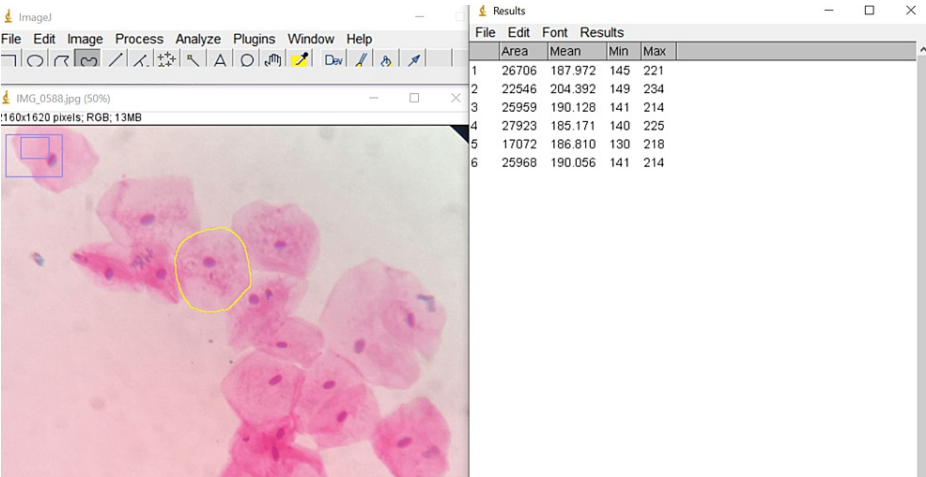 ImageJ
File Edit Image Process Analyze Plugins Window Help
Dev
IMG_0588.jpg (50%)
2160x1620 pixels; RGB; 13MB
Results
File Edit Font Results
Area Mean Min Max
1 26706 187.972 145 221
2 22546 204.392 149 234
3 25959 190.128 141 214
4 27923 185.171 140 225
5 17072 186.810 130 218
6 25968 190.056 141 214